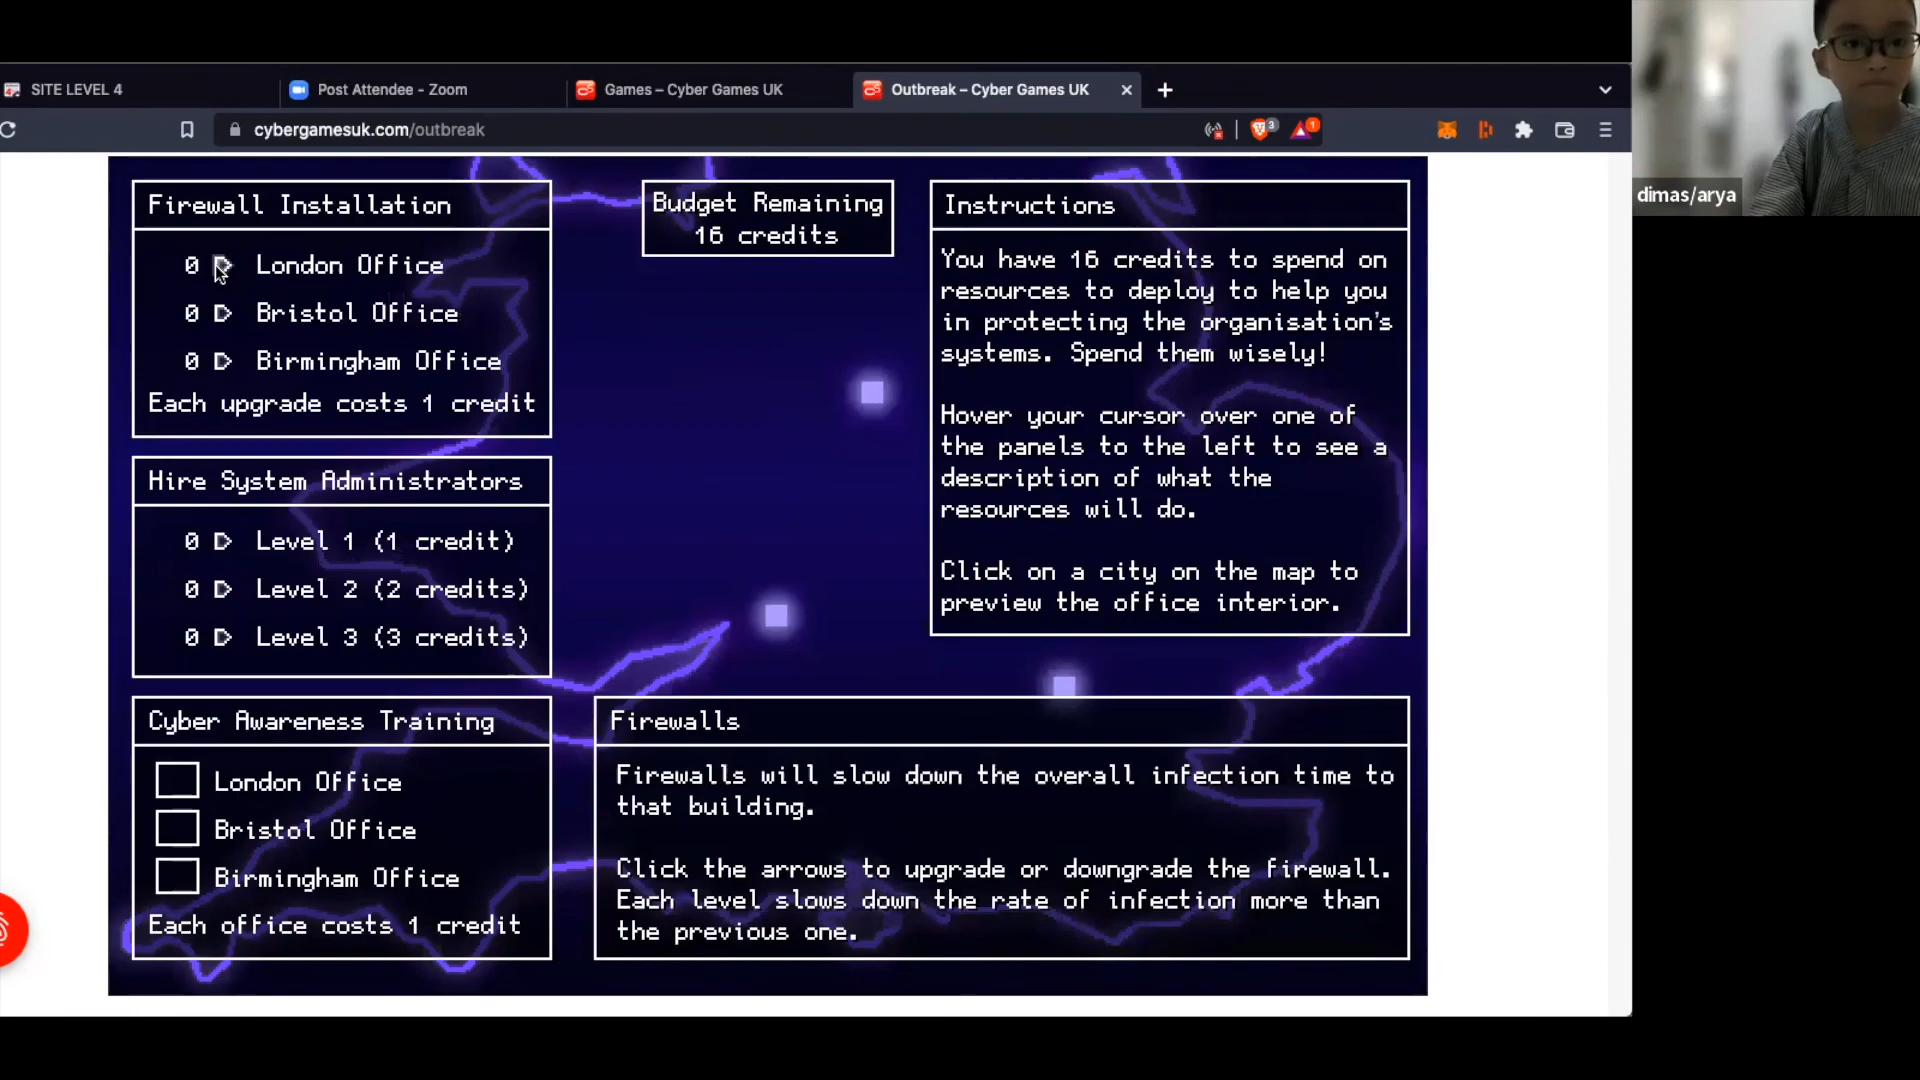 SITE LEVEL 4
Post Attendee - Zoom
Games – Cyber Games UK
Outbreak – Cyber Games UK
cybergamesuk.com/outbreak
3
1
dimas/arya
Firewall Installation
0 London Office
0 Bristol Office
0 Birmingham Office
Each upgrade costs 1 credit
Budget Remaining
16 credits
Instructions
You have 16 credits to spend on
resources to deploy to help you
in protecting the organisation's
systems. Spend them wisely!
Hover your cursor over one of
the panels to the left to see a
description of what the
resources will do.
Click on a city on the map to
preview the office interior.
Hire System Administrators
0 Level 1 (1 credit)
0 Level 2 (2 credits)
0 Level 3 (3 credits)
Cyber Awareness Training
London Office
Bristol Office
Birmingham Office
Each office costs 1 credit
Firewalls
Firewalls will slow down the overall infection time to
that building.
Click the arrows to upgrade or downgrade the firewall.
Each level slows down the rate of infection more than
the previous one.